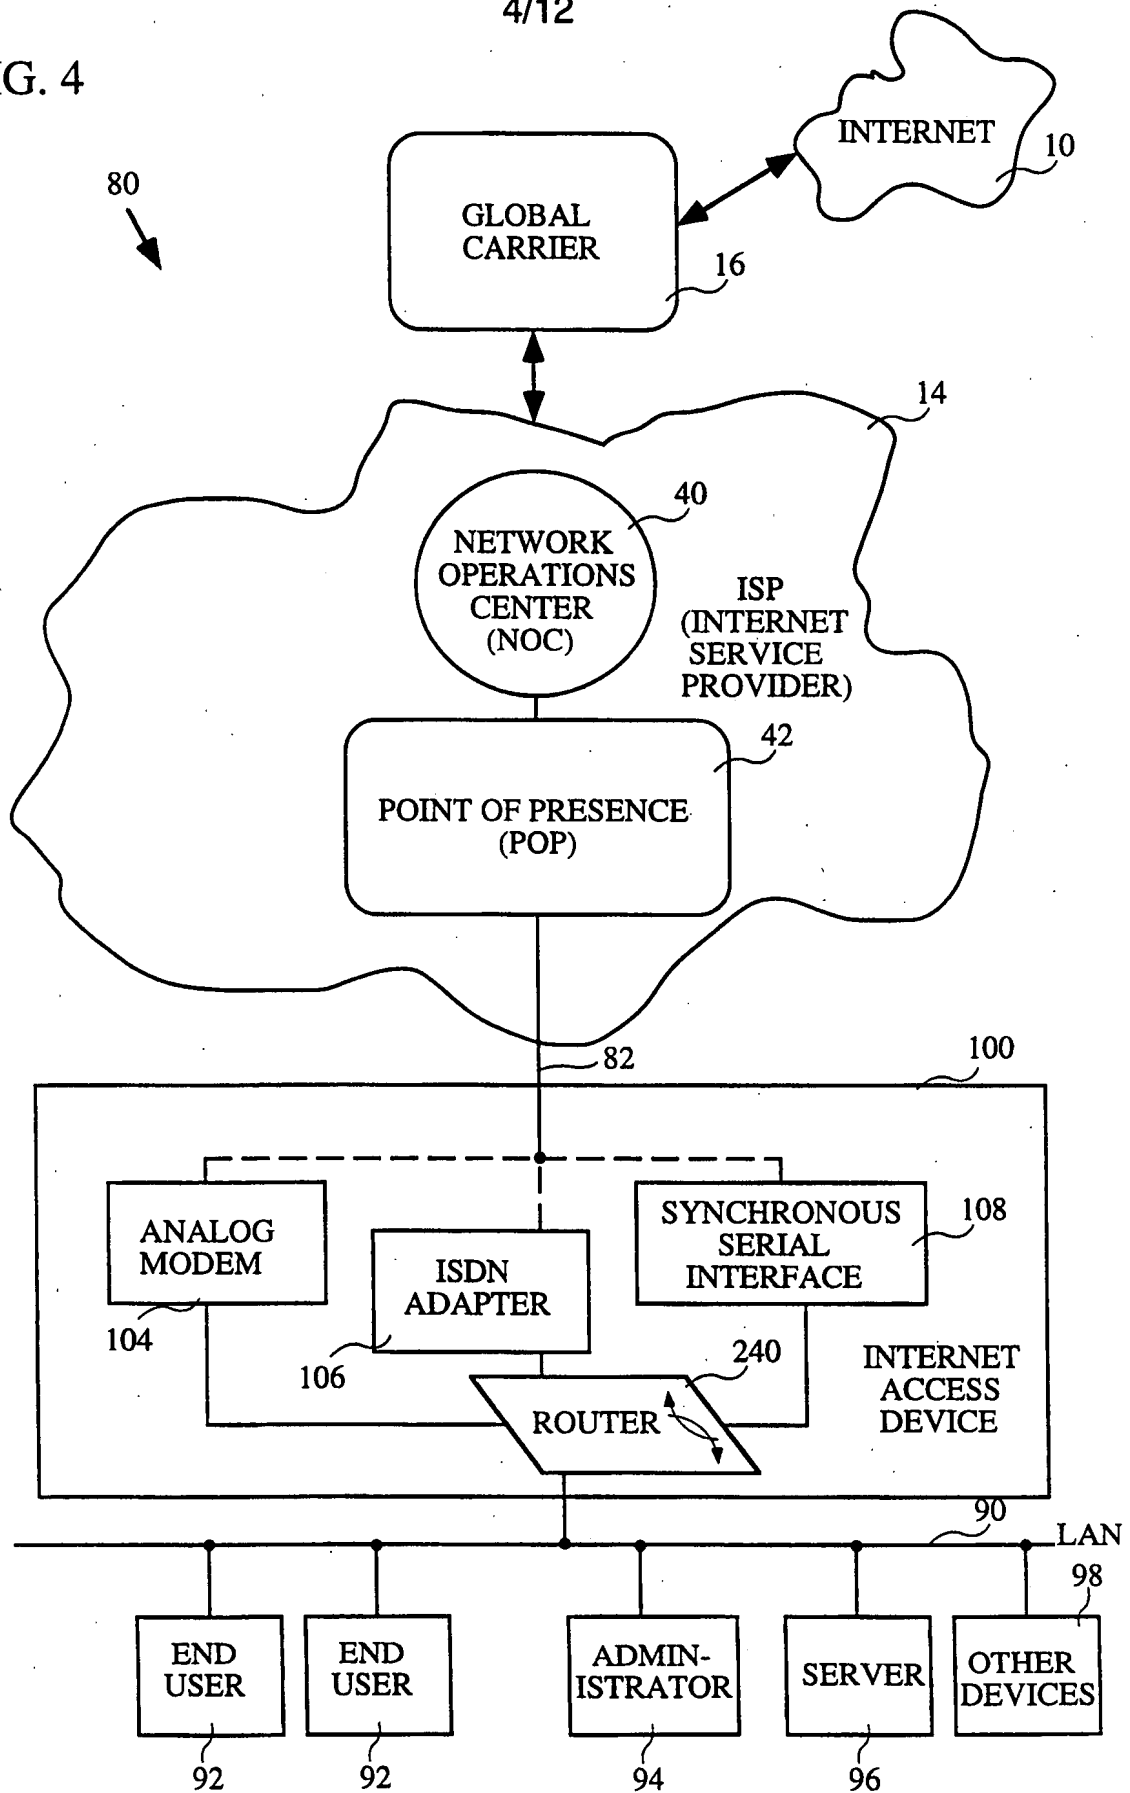 4/12
G. 4
INTERNET
10
80
GLOBAL
CARRIER
16
14
40
NETWORK
OPERATIONS
CENTER
(NOC)
ISP
(INTERNET
SERVICE
PROVIDER)
42
POINT OF PRESENCE
(POP)
82
100
ANALOG
MODEM
104
ISDN
ADAPTER
106
SYNCHRONOUS
SERIAL
INTERFACE
108
240
ROUTER
INTERNET
ACCESS
DEVICE
90
LAN
98
END
USER
92
END
USER
92
ADMIN-
ISTRATOR
94
SERVER
96
OTHER
DEVICES